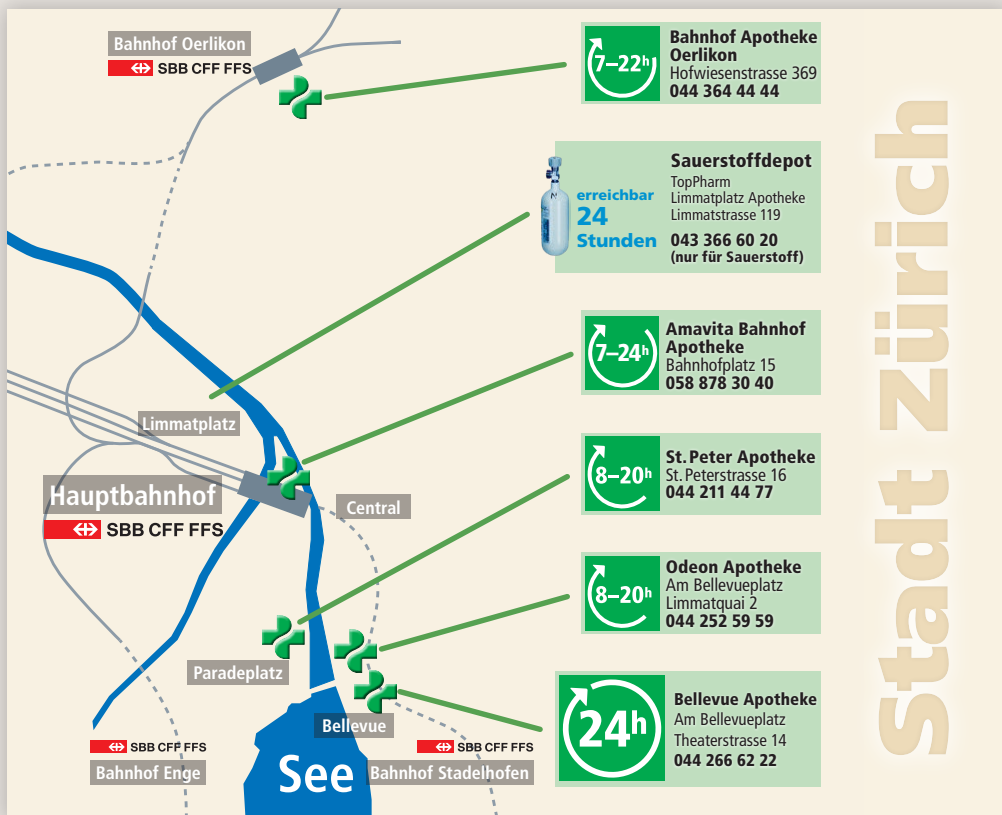 Bahnhof Oerlikon
SBB CFF FFS
7–22h
Bahnhof Apotheke
Oerlikon
Hofwiesenstrasse 369
044 364 44 44
erreichbar
24
Stunden
Sauerstoffdepot
TopPharm
Limmatplatz Apotheke
Limmatstrasse 119
043 366 60 20
(nur für Sauerstoff)
7–24h
Amavita Bahnhof
Apotheke
Bahnhofplatz 15
058 878 30 40
Limmatplatz
Hauptbahnhof
SBB CFF FFS
Central
8–20h
St. Peter Apotheke
St. Peterstrasse 16
044 211 44 77
8–20h
Odeon Apotheke
Am Bellevueplatz
Limmatquai 2
044 252 59 59
Paradeplatz
Bellevue
24h
Bellevue Apotheke
Am Bellevueplatz
Theaterstrasse 14
044 266 62 22
SBB CFF FFS
Bahnhof Enge
See
SBB CFF FFS
Bahnhof Stadelhofen
Stadt Zürich